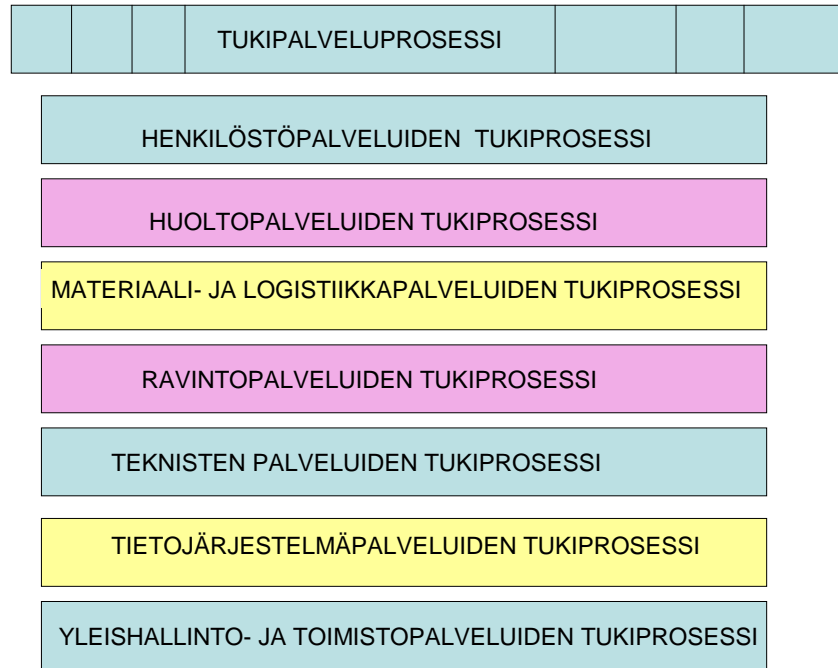 TUKIPALVELUPROSESSI
HENKILÖSTÖPALVELUIDEN TUKIPROSESSI
HUOLTOPALVELUIDEN TUKIPROSESSI
MATERIAALI- JA LOGISTIIKKAPALVELUIDEN TUKIPROSESSI
RAVINTOPALVELUIDEN TUKIPROSESSI
TEKNISTEN PALVELUIDEN TUKIPROSESSI
TIETOJÄRJESTELMÄPALVELUIDEN TUKIPROSESSI
YLEISHALLINTO- JA TOIMISTOPALVELUIDEN TUKIPROSESSI